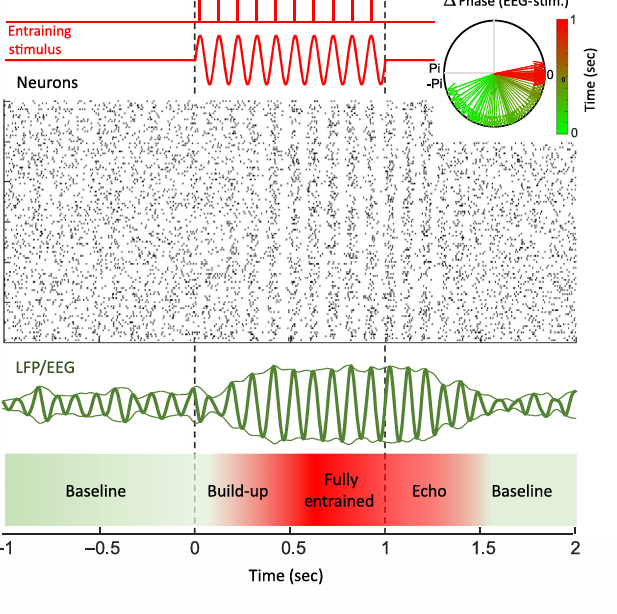 Δ Phase (EEG-stim.)
Entraining
stimulus
Neurons
Pi
-Pi
0
1
0
Time (sec)
LFP/EEG
Baseline
Build-up
Fully
entrained
Echo
Baseline
-1
–0.5
0
0.5
1
1.5
2
Time (sec)